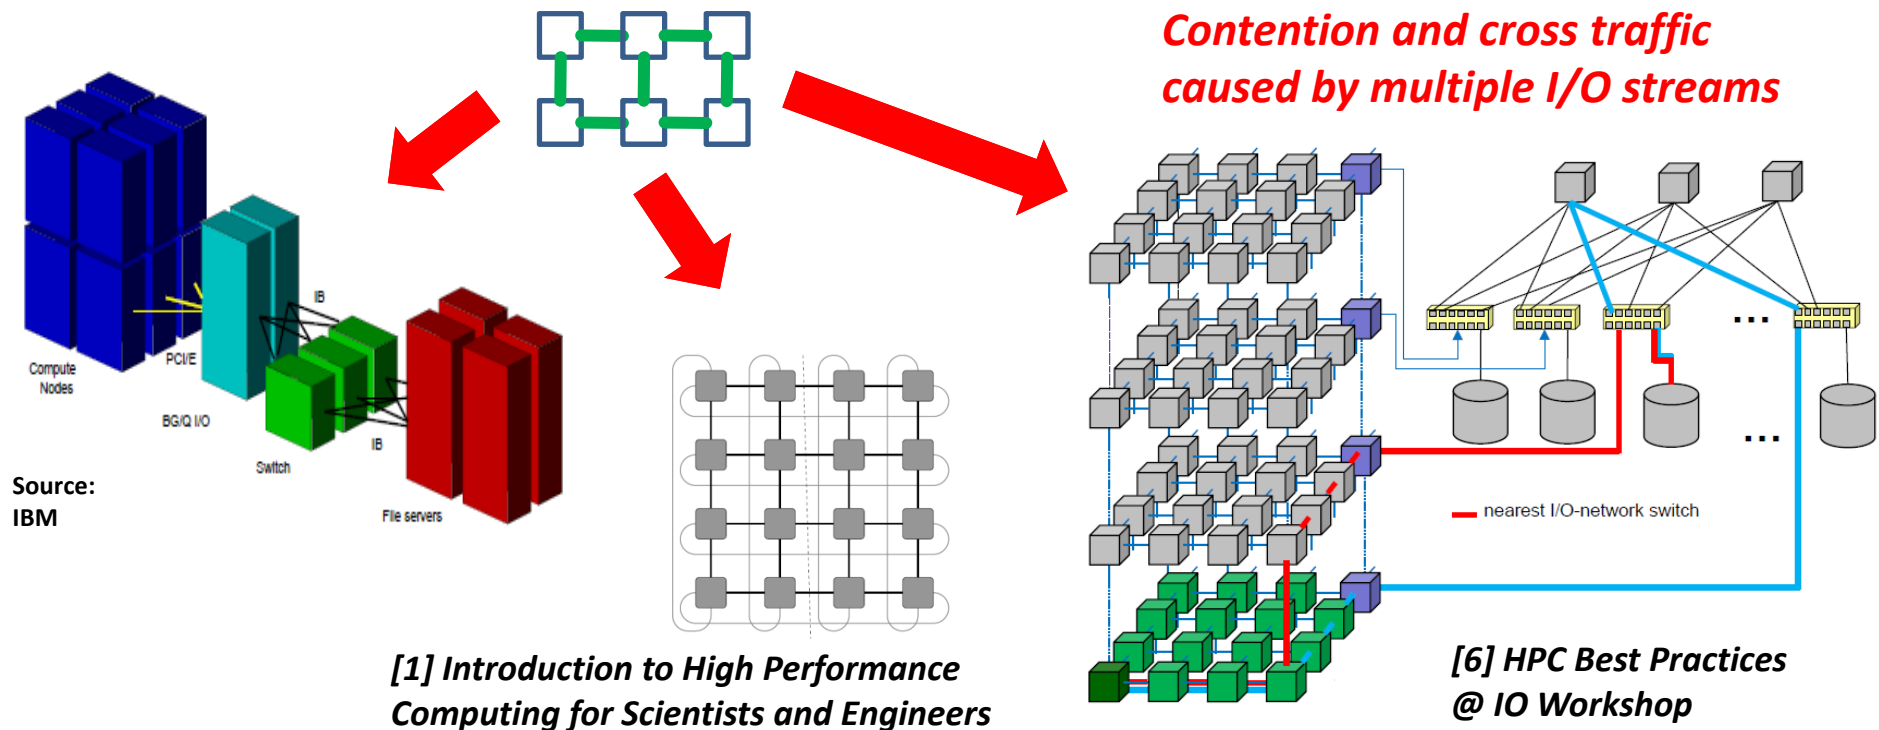 Contention and cross traffic
caused by multiple I/O streams
IB
PCI/E
Compute
Nodes
BG/Q I/O
IB
Switch
File servers
Source:
IBM
...
...
nearest I/O-network switch
[1] Introduction to High Performance
Computing for Scientists and Engineers
[6] HPC Best Practices
@ IO Workshop